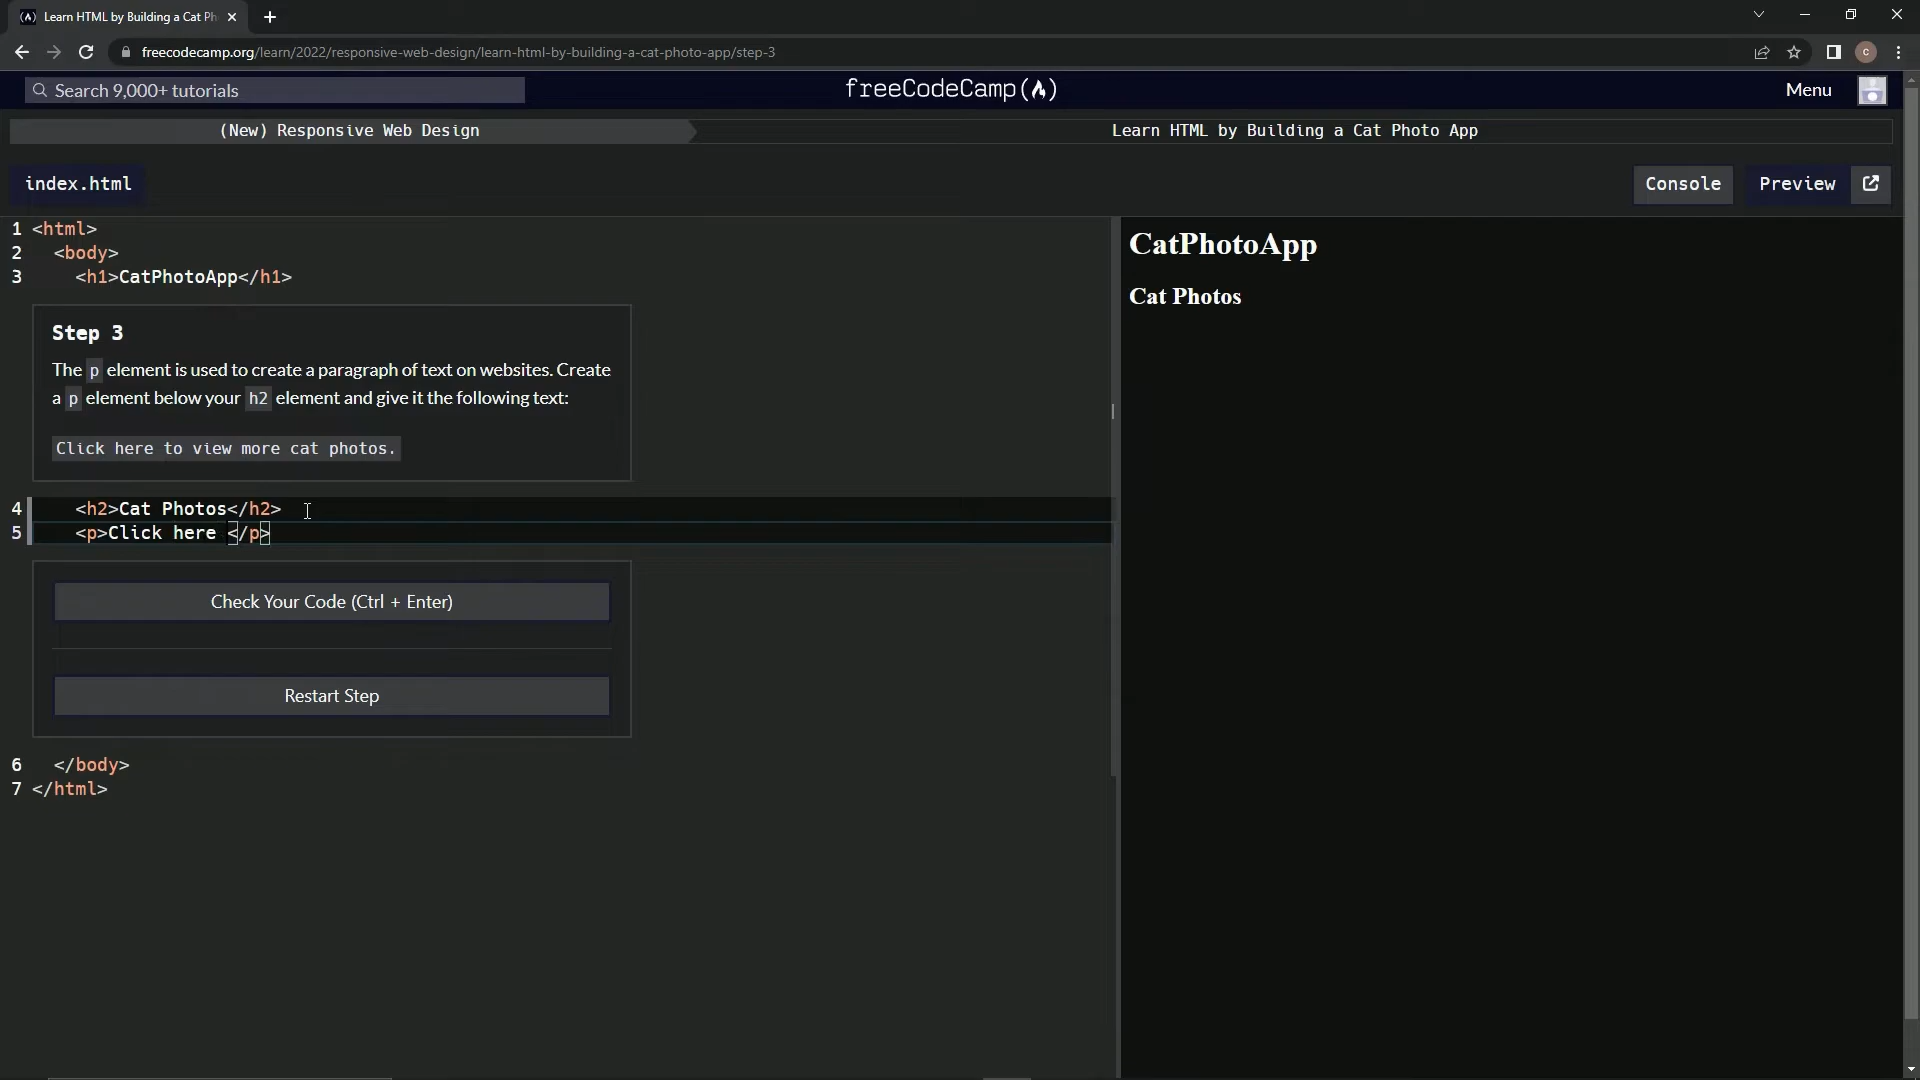 Learn HTML by Building a Cat Ph
freecodecamp.org/learn/2022/responsive-web-design/learn-html-by-building-a-cat-photo-app/step-3
c
Search 9,000+ tutorials
freeCodeCamp
Menu
(New) Responsive Web Design
Learn HTML by Building a Cat Photo App
index.html
Console
Preview
1 <html>
2 <body>
3 <h1>CatPhotoApp</h1>
Step 3
The p element is used to create a paragraph of text on websites. Create
a p element below your h2 element and give it the following text:
Click here to view more cat photos.
4 <h2>Cat Photos</h2>
5 <p>Click here </p>
Check Your Code (Ctrl + Enter)
Restart Step
6 </body>
7 </html>
CatPhotoApp
Cat Photos